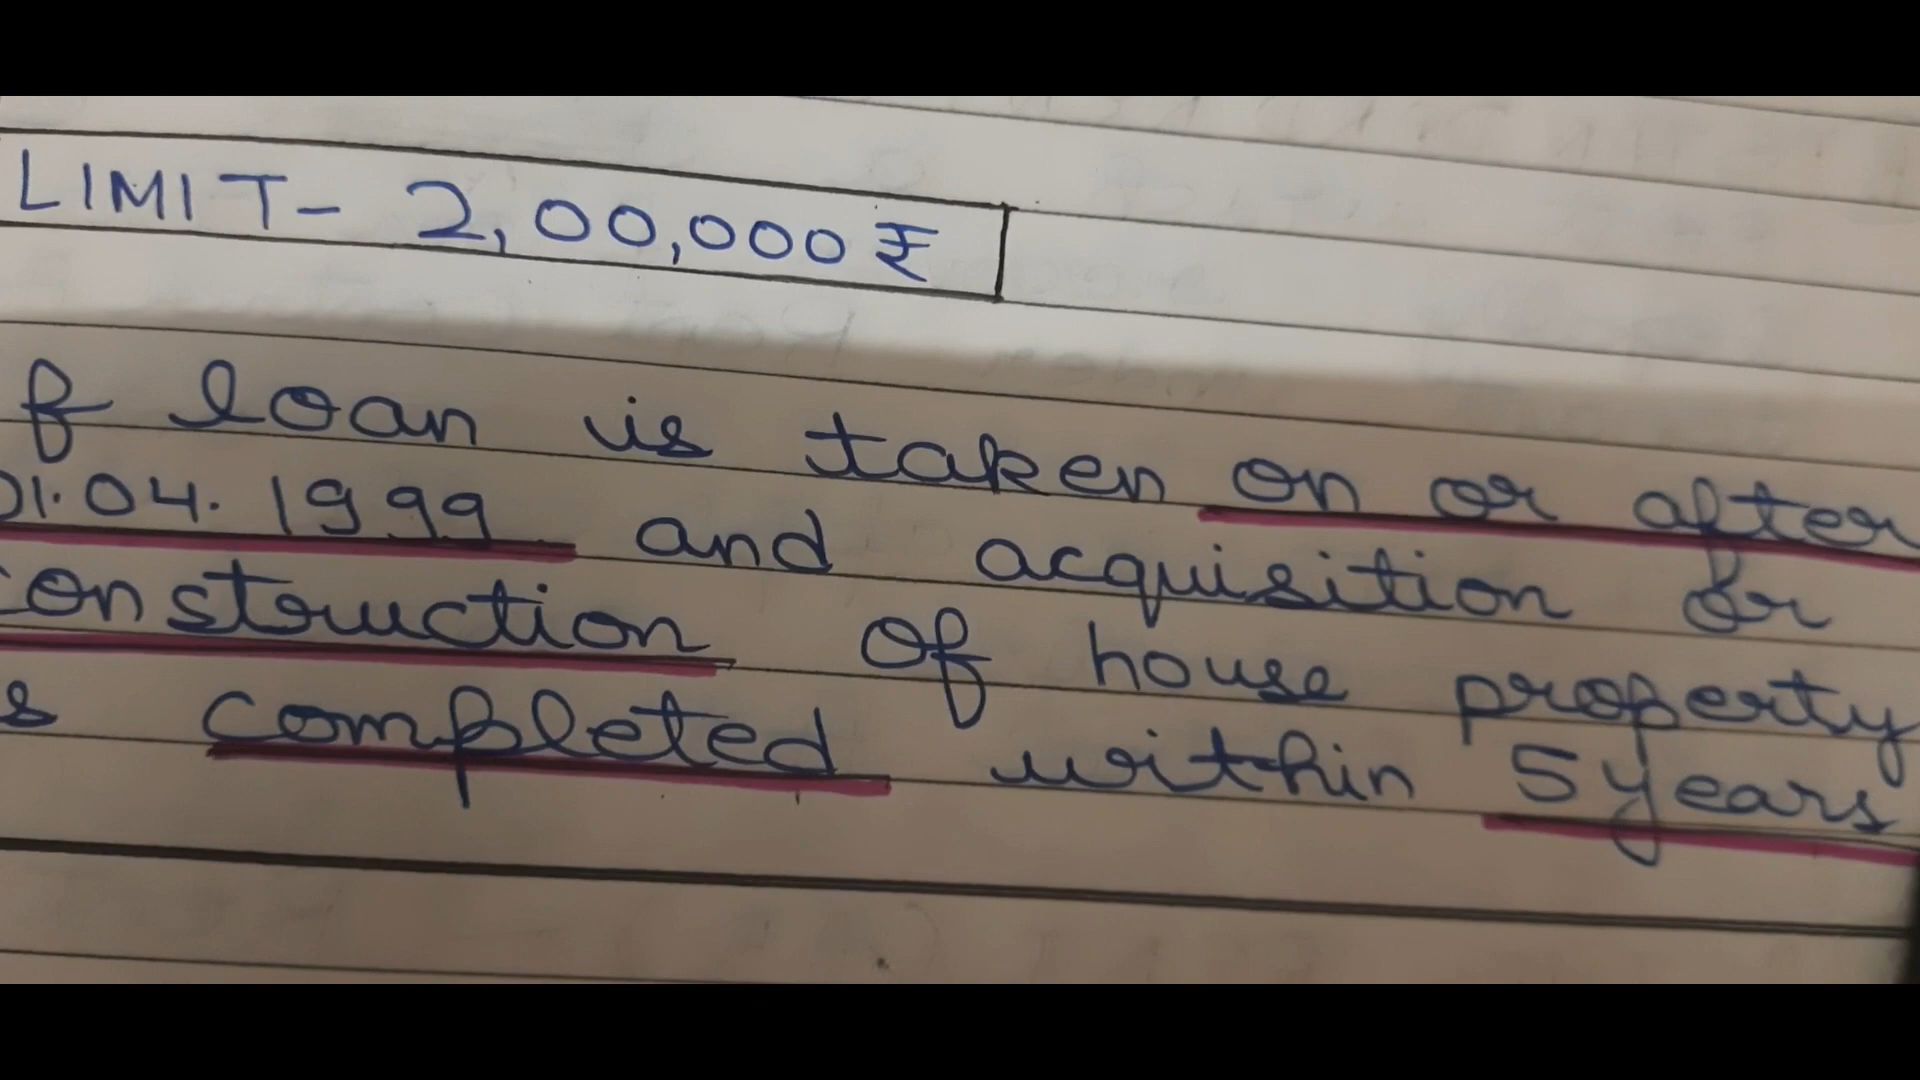 LIMIT- 2,00,000₹
f loan is taken on or after
01.04.1999 and acquisition or
construction of house property
s completed within 5 years